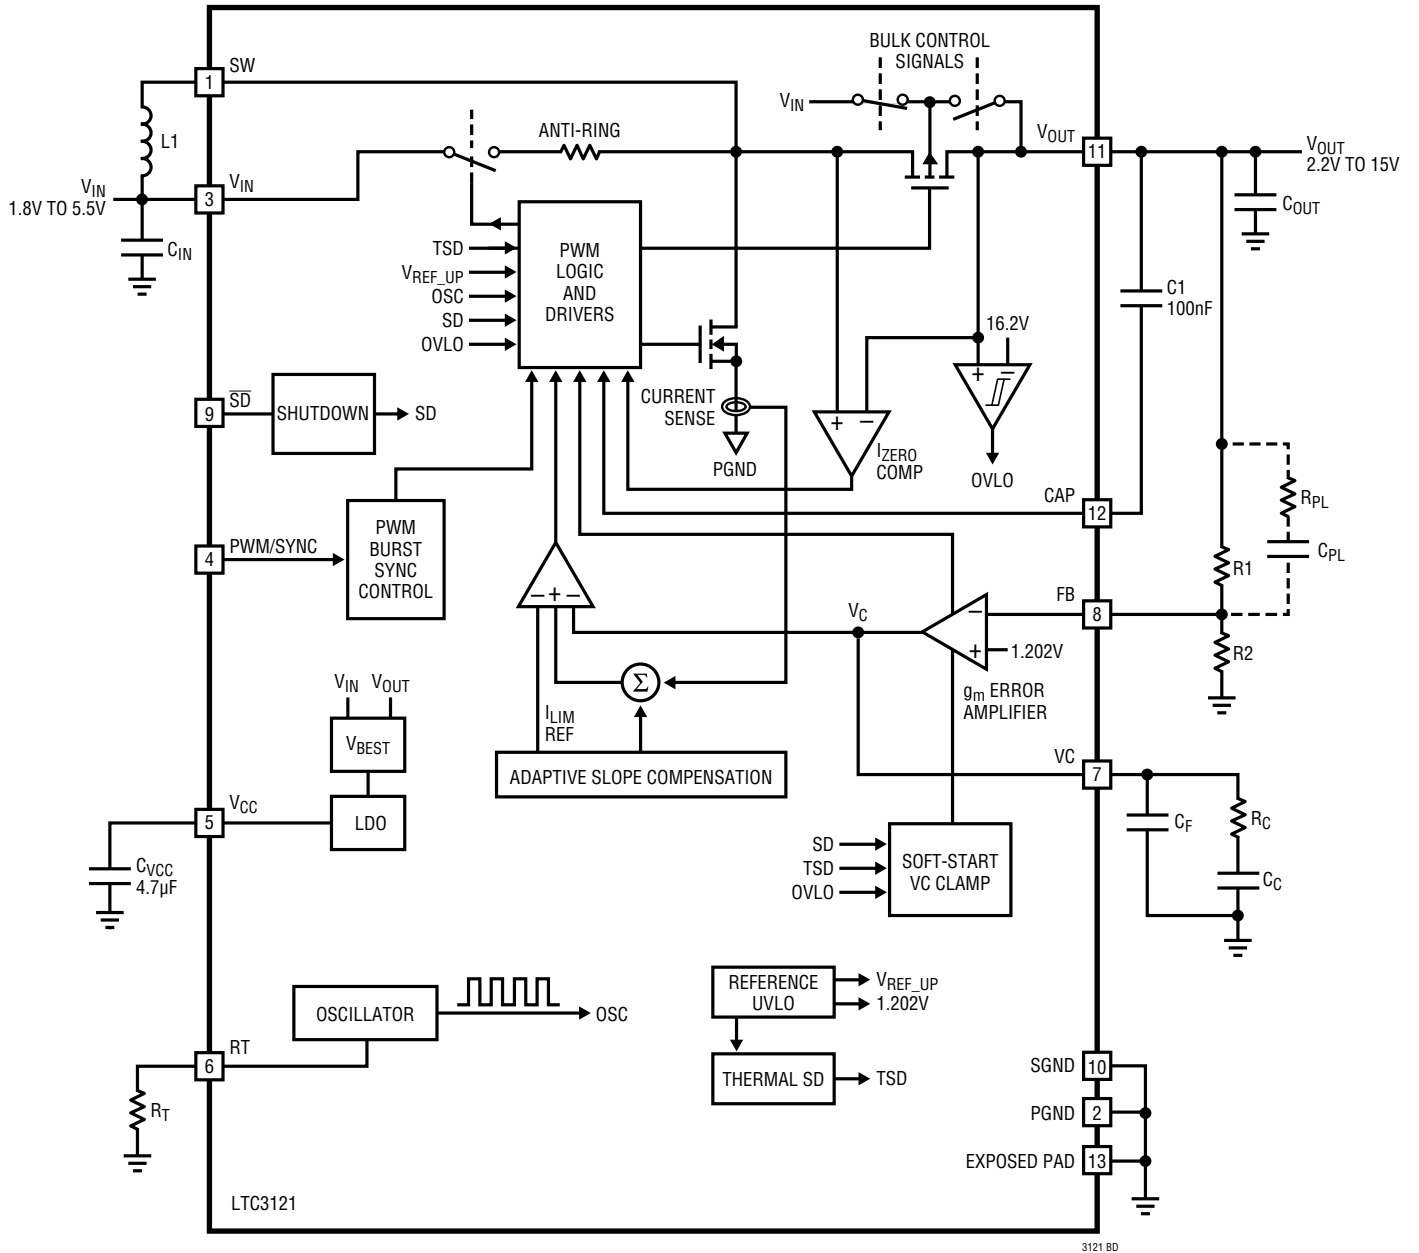 BULK CONTROL
SIGNALS
SW
1
VIN
ANTI-RING
VOUT
11
VOUT
2.2V TO 15V
L1
VIN
1.8V TO 5.5V
3
VIN
COUT
CIN
TSD
VREF_UP
OSC
SD
OVLO
PWM
LOGIC
AND
DRIVERS
C1
100nF
16.2V
+ −
SD
9
SHUTDOWN
SD
CURRENT
SENSE
PGND
+ −
IZERO
COMP
OVLO
CAP
12
RPL
CPL
PWM/SYNC
4
PWM
BURST
SYNC
CONTROL
− + −
VC
FB
8
−
+
1.202V
R1
R2
gm ERROR
AMPLIFIER
Σ
ILIM
REF
VIN VOUT
VBEST
ADAPTIVE SLOPE COMPENSATION
VC
7
VCC
5
LDO
CVCC
4.7µF
CF
RC
CC
SD
TSD
OVLO
SOFT-START
VC CLAMP
OSCILLATOR
OSC
REFERENCE
UVLO
VREF_UP
1.202V
RT
6
RT
THERMAL SD
TSD
SGND
10
PGND
2
EXPOSED PAD
13
LTC3121
3121 BD